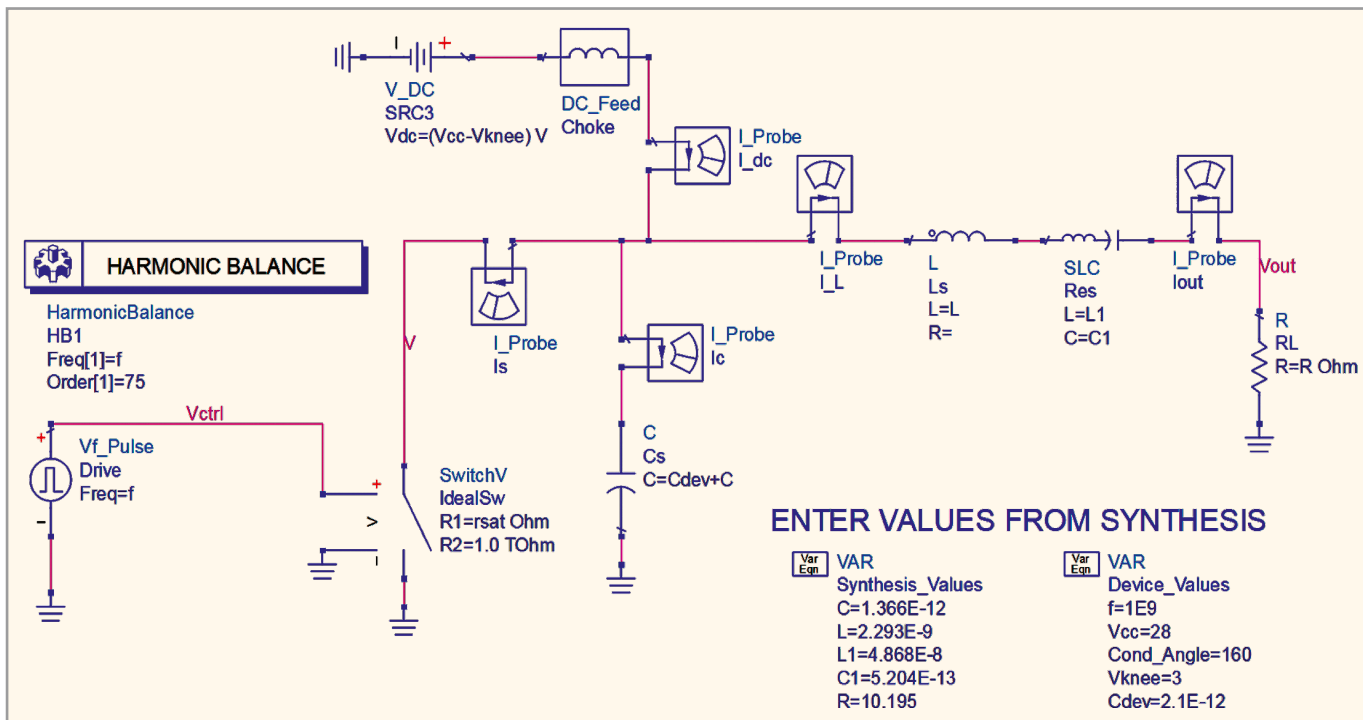 V_DC
SRC3
Vdc=(Vcc-Vknee) V
DC_Feed
Choke
I_Probe
I_dc
I_Probe
I_L
L
Ls
L=L
R=
SLC
Res
L=L1
C=C1
I_Probe
Iout
Vout
R
RL
R=R Ohm
HARMONIC BALANCE
HarmonicBalance
HB1
Freq[1]=f
Order[1]=75
I_Probe
Is
V
I_Probe
Ic
Vctrl
Vf_Pulse
Drive
Freq=f
V
SwitchV
IdealSw
R1=rsat Ohm
R2=1.0 TOhm
C
Cs
C=Cdev+C
ENTER VALUES FROM SYNTHESIS
Var
Eqn
VAR
Synthesis_Values
C=1.366E-12
L=2.293E-9
L1=4.868E-8
C1=5.204E-13
R=10.195
Var
Eqn
VAR
Device_Values
f=1E9
Vcc=28
Cond_Angle=160
Vknee=3
Cdev=2.1E-12